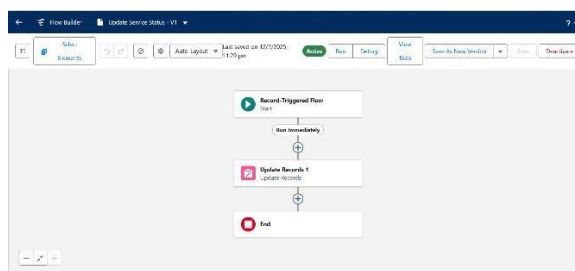 Flow Builder
Update Service Status - V1
?
Select Elements
Auto Layout
Last saved on 12/7/2025, 11:29 pm
Active
Run
Debug
View Tests
Save As New Version
Save
Deactivate
Record-Triggered Flow
Start
Run Immediately
Update Records 1
Update Records
End